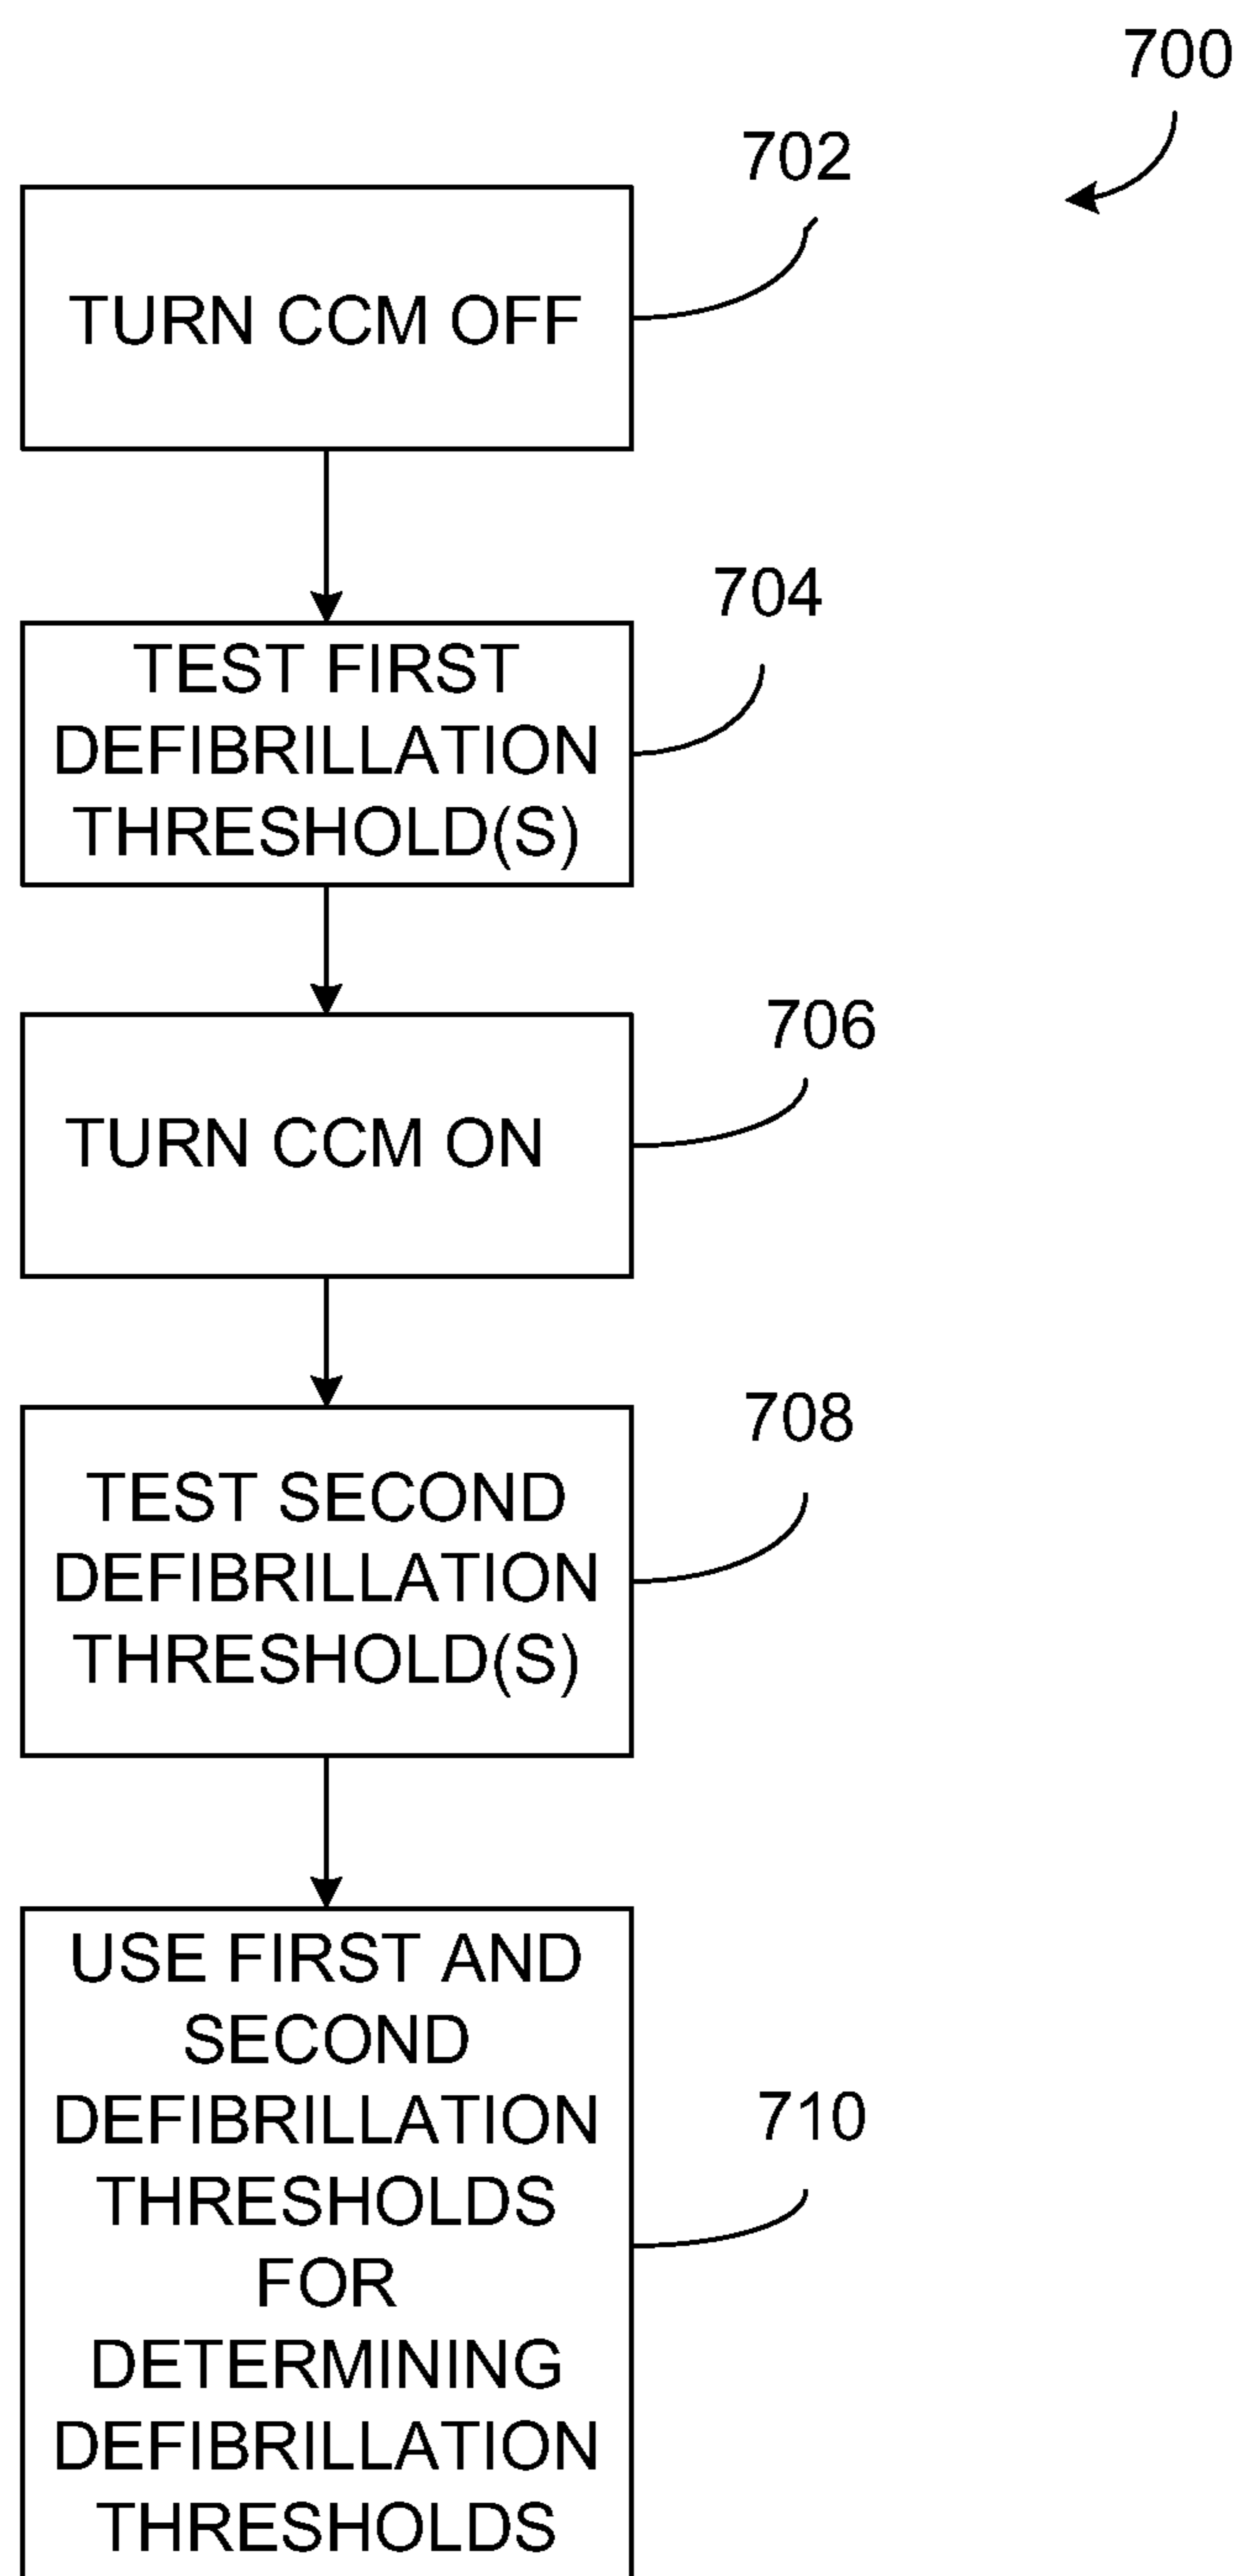 700
702
TURN CCM OFF
704
TEST FIRST
DEFIBRILLATION
THRESHOLD(S)
706
TURN CCM ON
708
TEST SECOND
DEFIBRILLATION
THRESHOLD(S)
USE FIRST AND
SECOND
DEFIBRILLATION
710
THRESHOLDS
FOR
DETERMINING
DEFIBRILLATION
THRESHOLDS